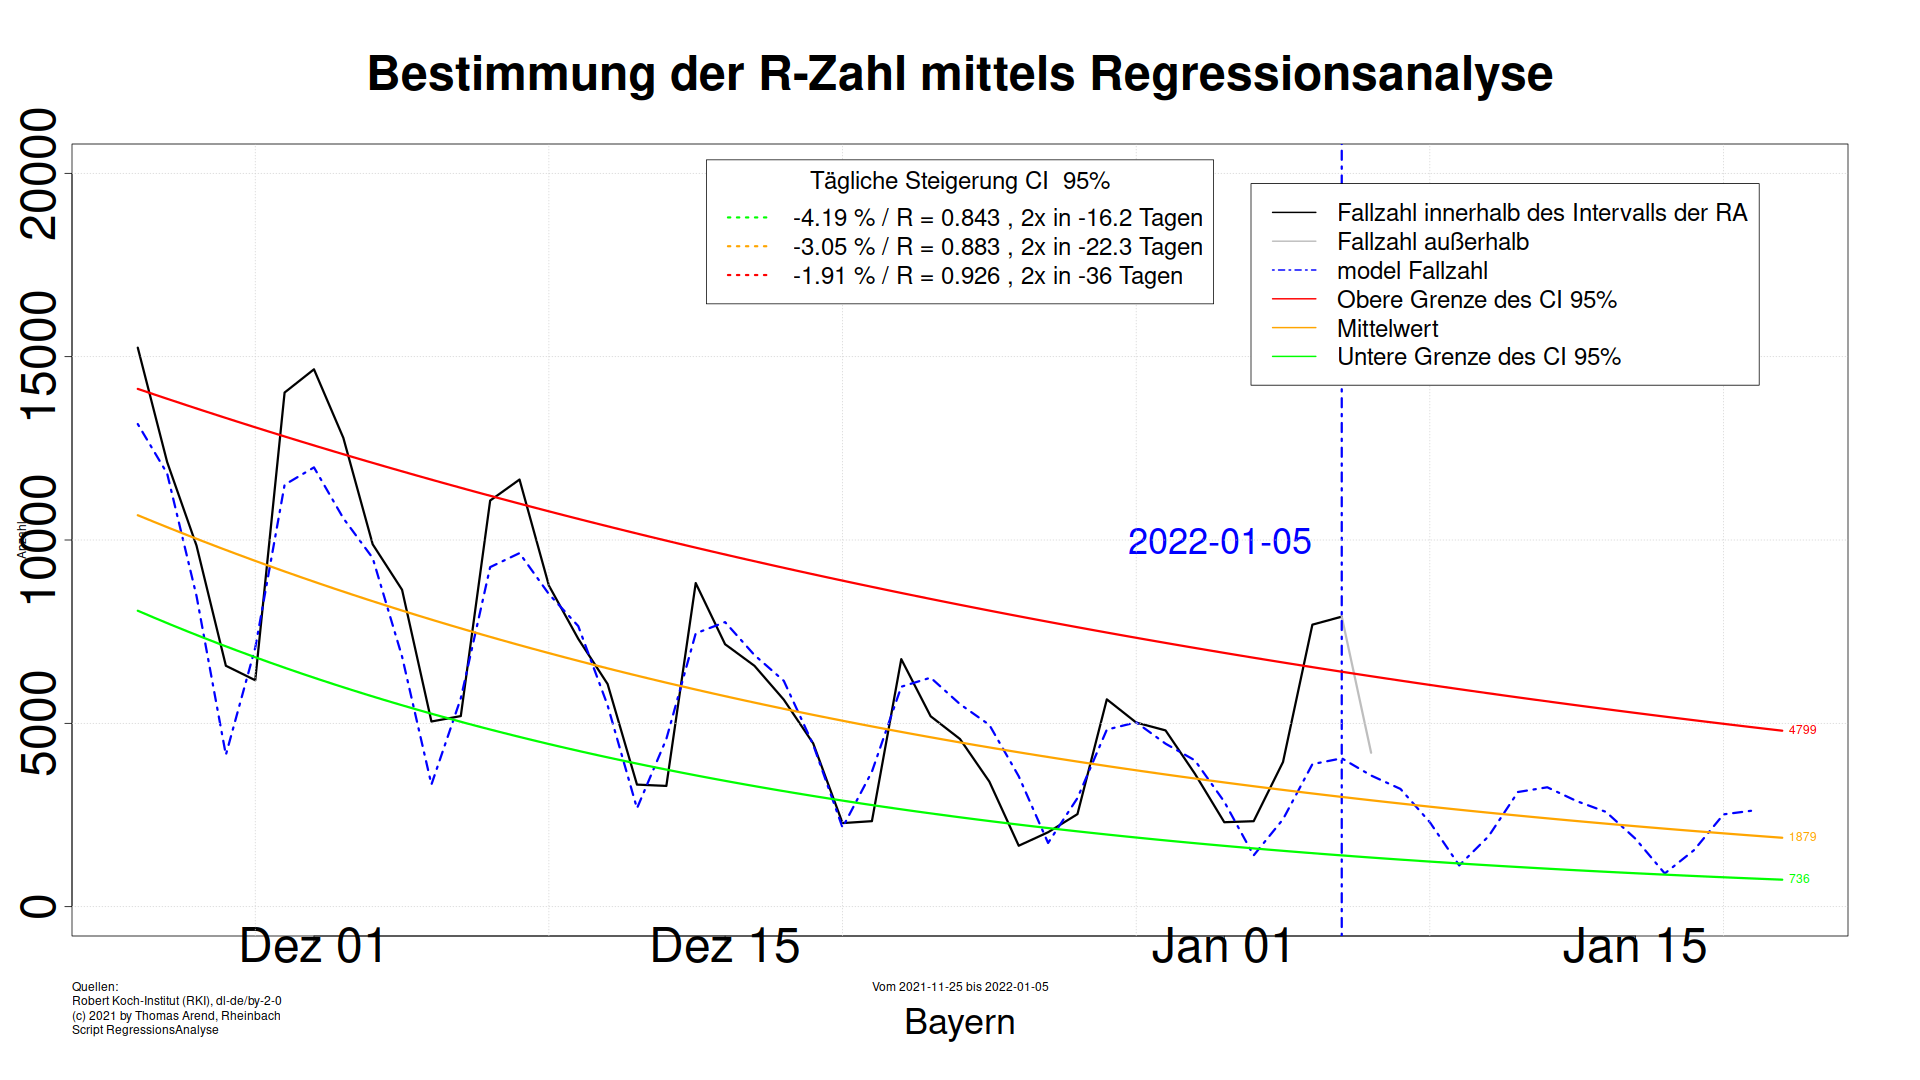 Bestimmung der R-Zahl mittels Regressionsanalyse
Tägliche Steigerung CI  95%
-4.19 % / R = 0.843 , 2x in -16.2 Tagen
-3.05 % / R = 0.883 , 2x in -22.3 Tagen
-1.91 % / R = 0.926 , 2x in -36 Tagen
Fallzahl innerhalb des Intervalls der RA
Fallzahl außerhalb
model Fallzahl
Obere Grenze des CI 95%
Mittelwert
Untere Grenze des CI 95%
20000
15000
10000
5000
0
Anzahl
2022-01-05
4799
1879
736
Dez 01
Dez 15
Jan 01
Jan 15
Quellen:
Robert Koch-Institut (RKI), dl-de/by-2-0
(c) 2021 by Thomas Arend, Rheinbach
Script RegressionsAnalyse
Vom 2021-11-25 bis 2022-01-05
Bayern